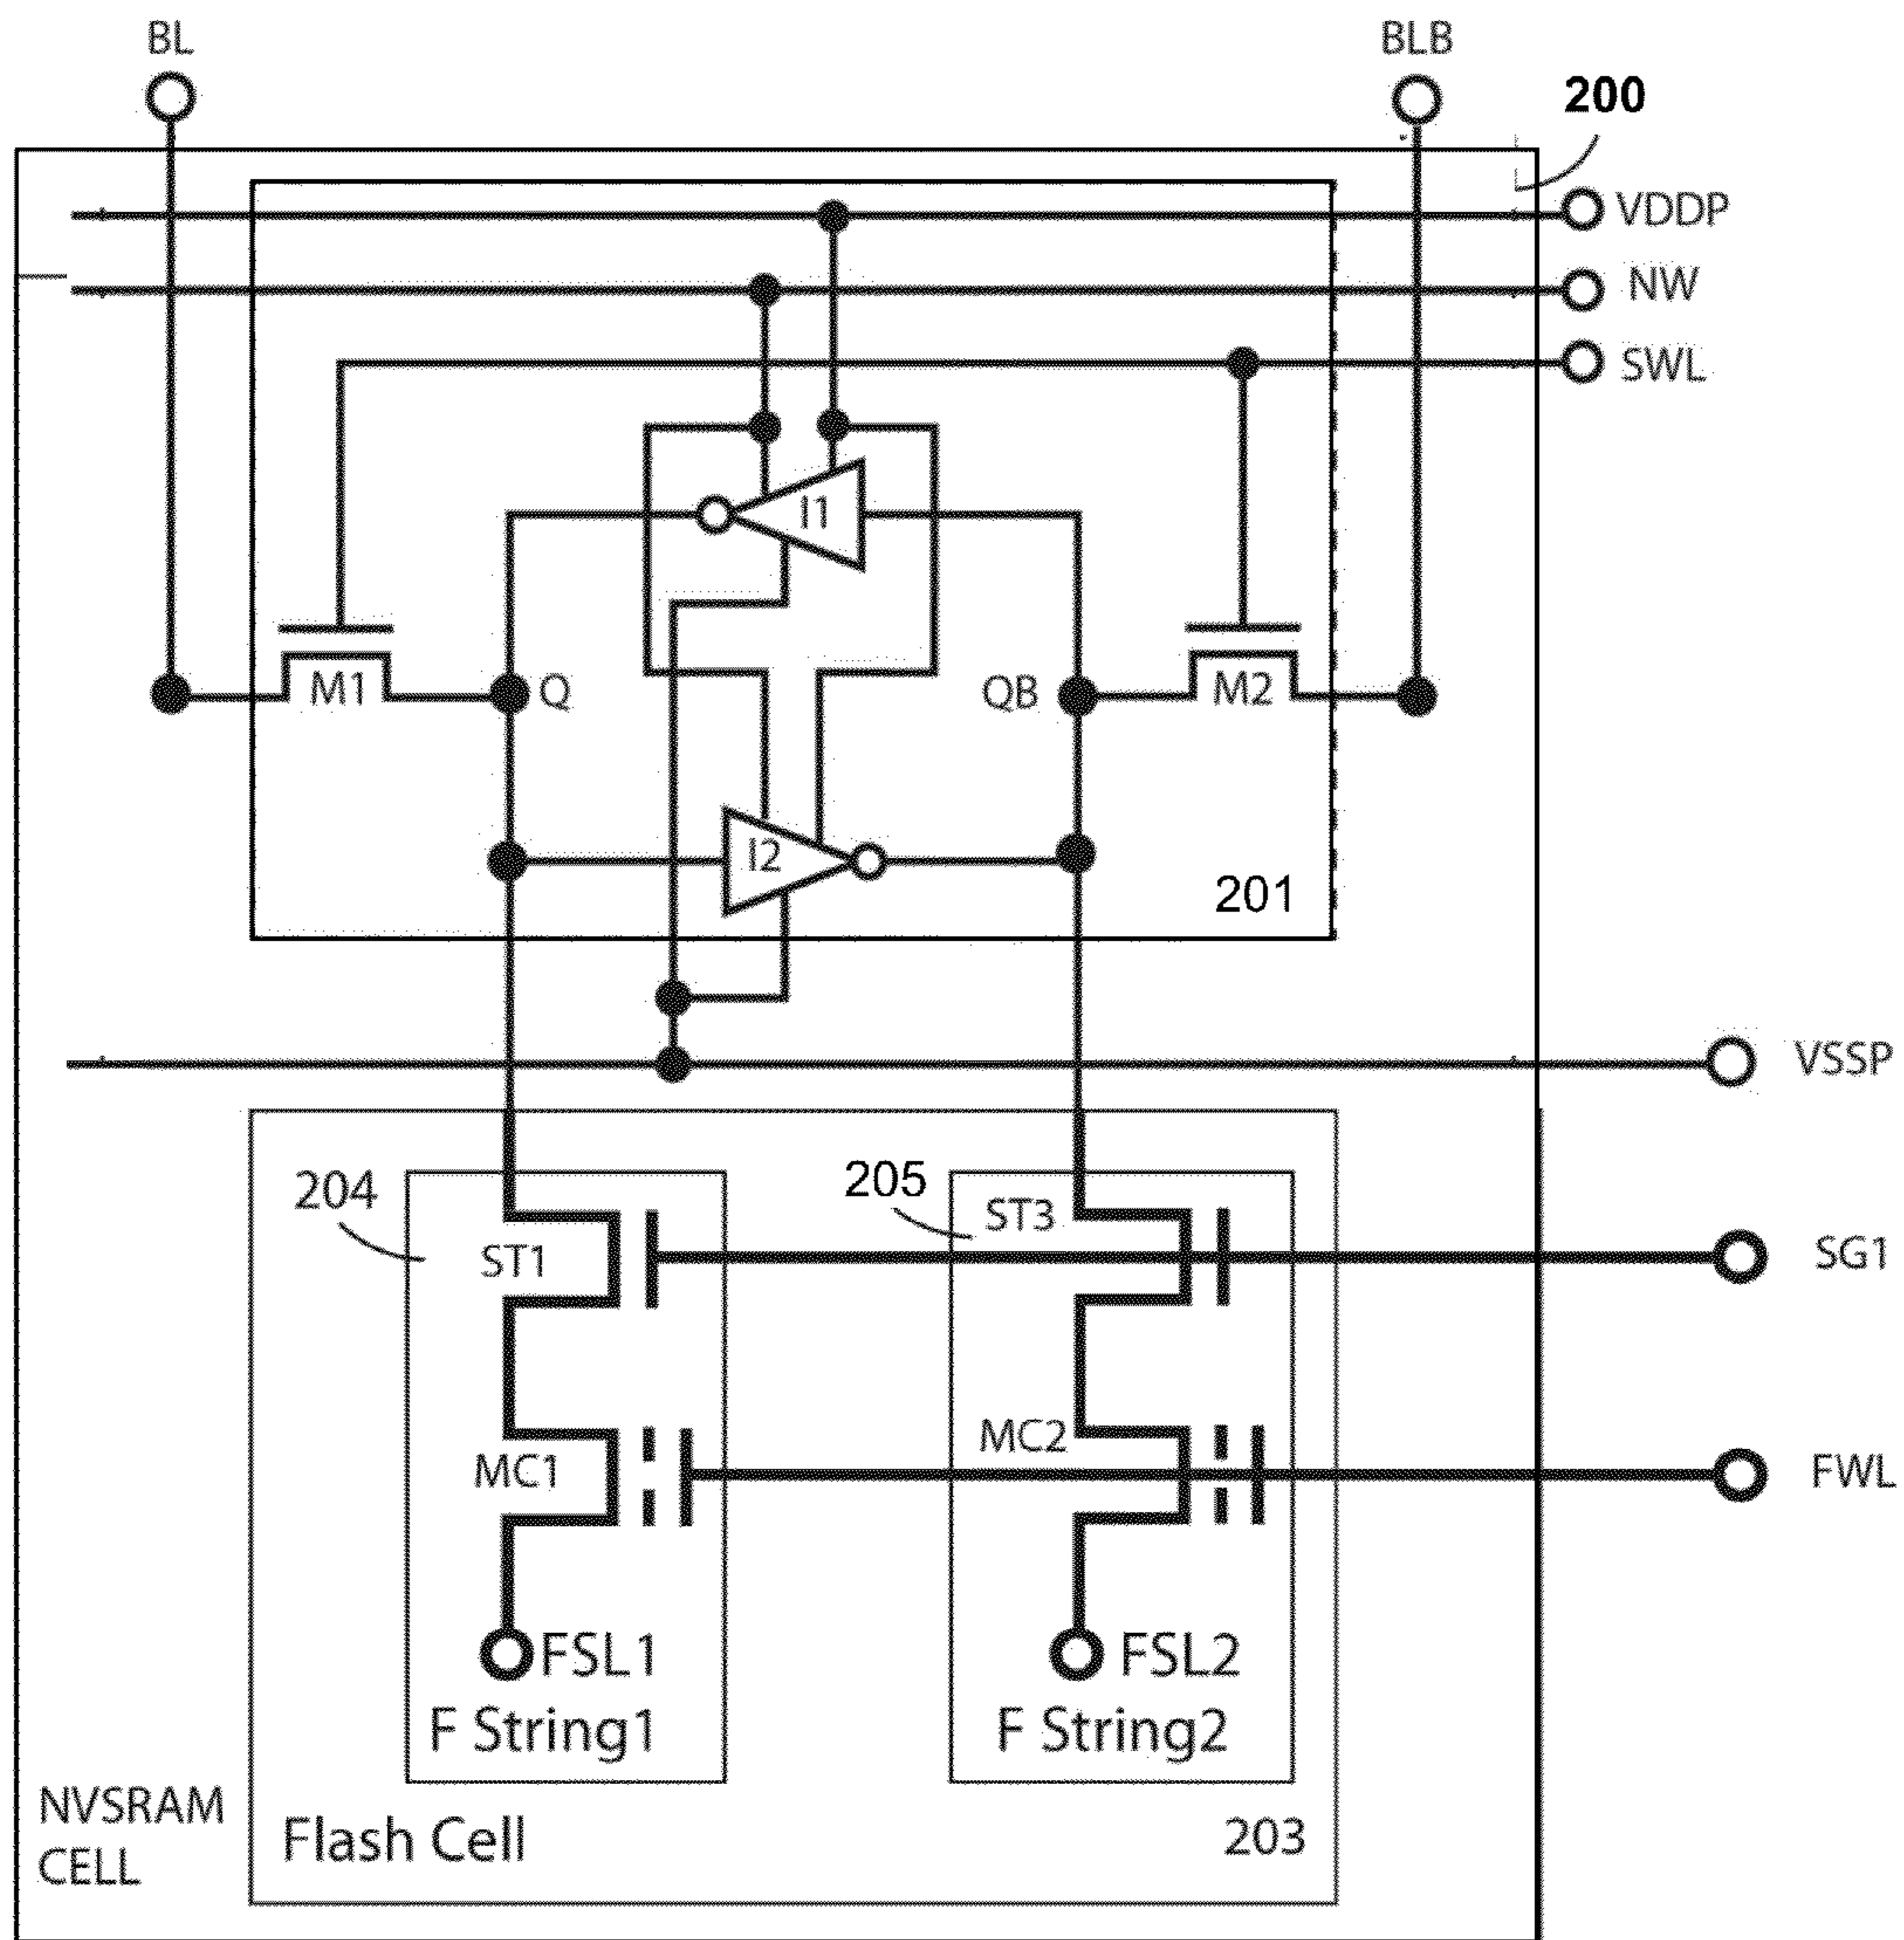 BL
BLB
200
VDDP
NW
SWL
I1
M1
Q
QB
M2
I2
201
VSSP
204
205
ST3
ST1
SG1
MC2
MC1
FWL
FSL1
FSL2
F String1
F String2
NVSRAM
CELL
Flash Cell
203